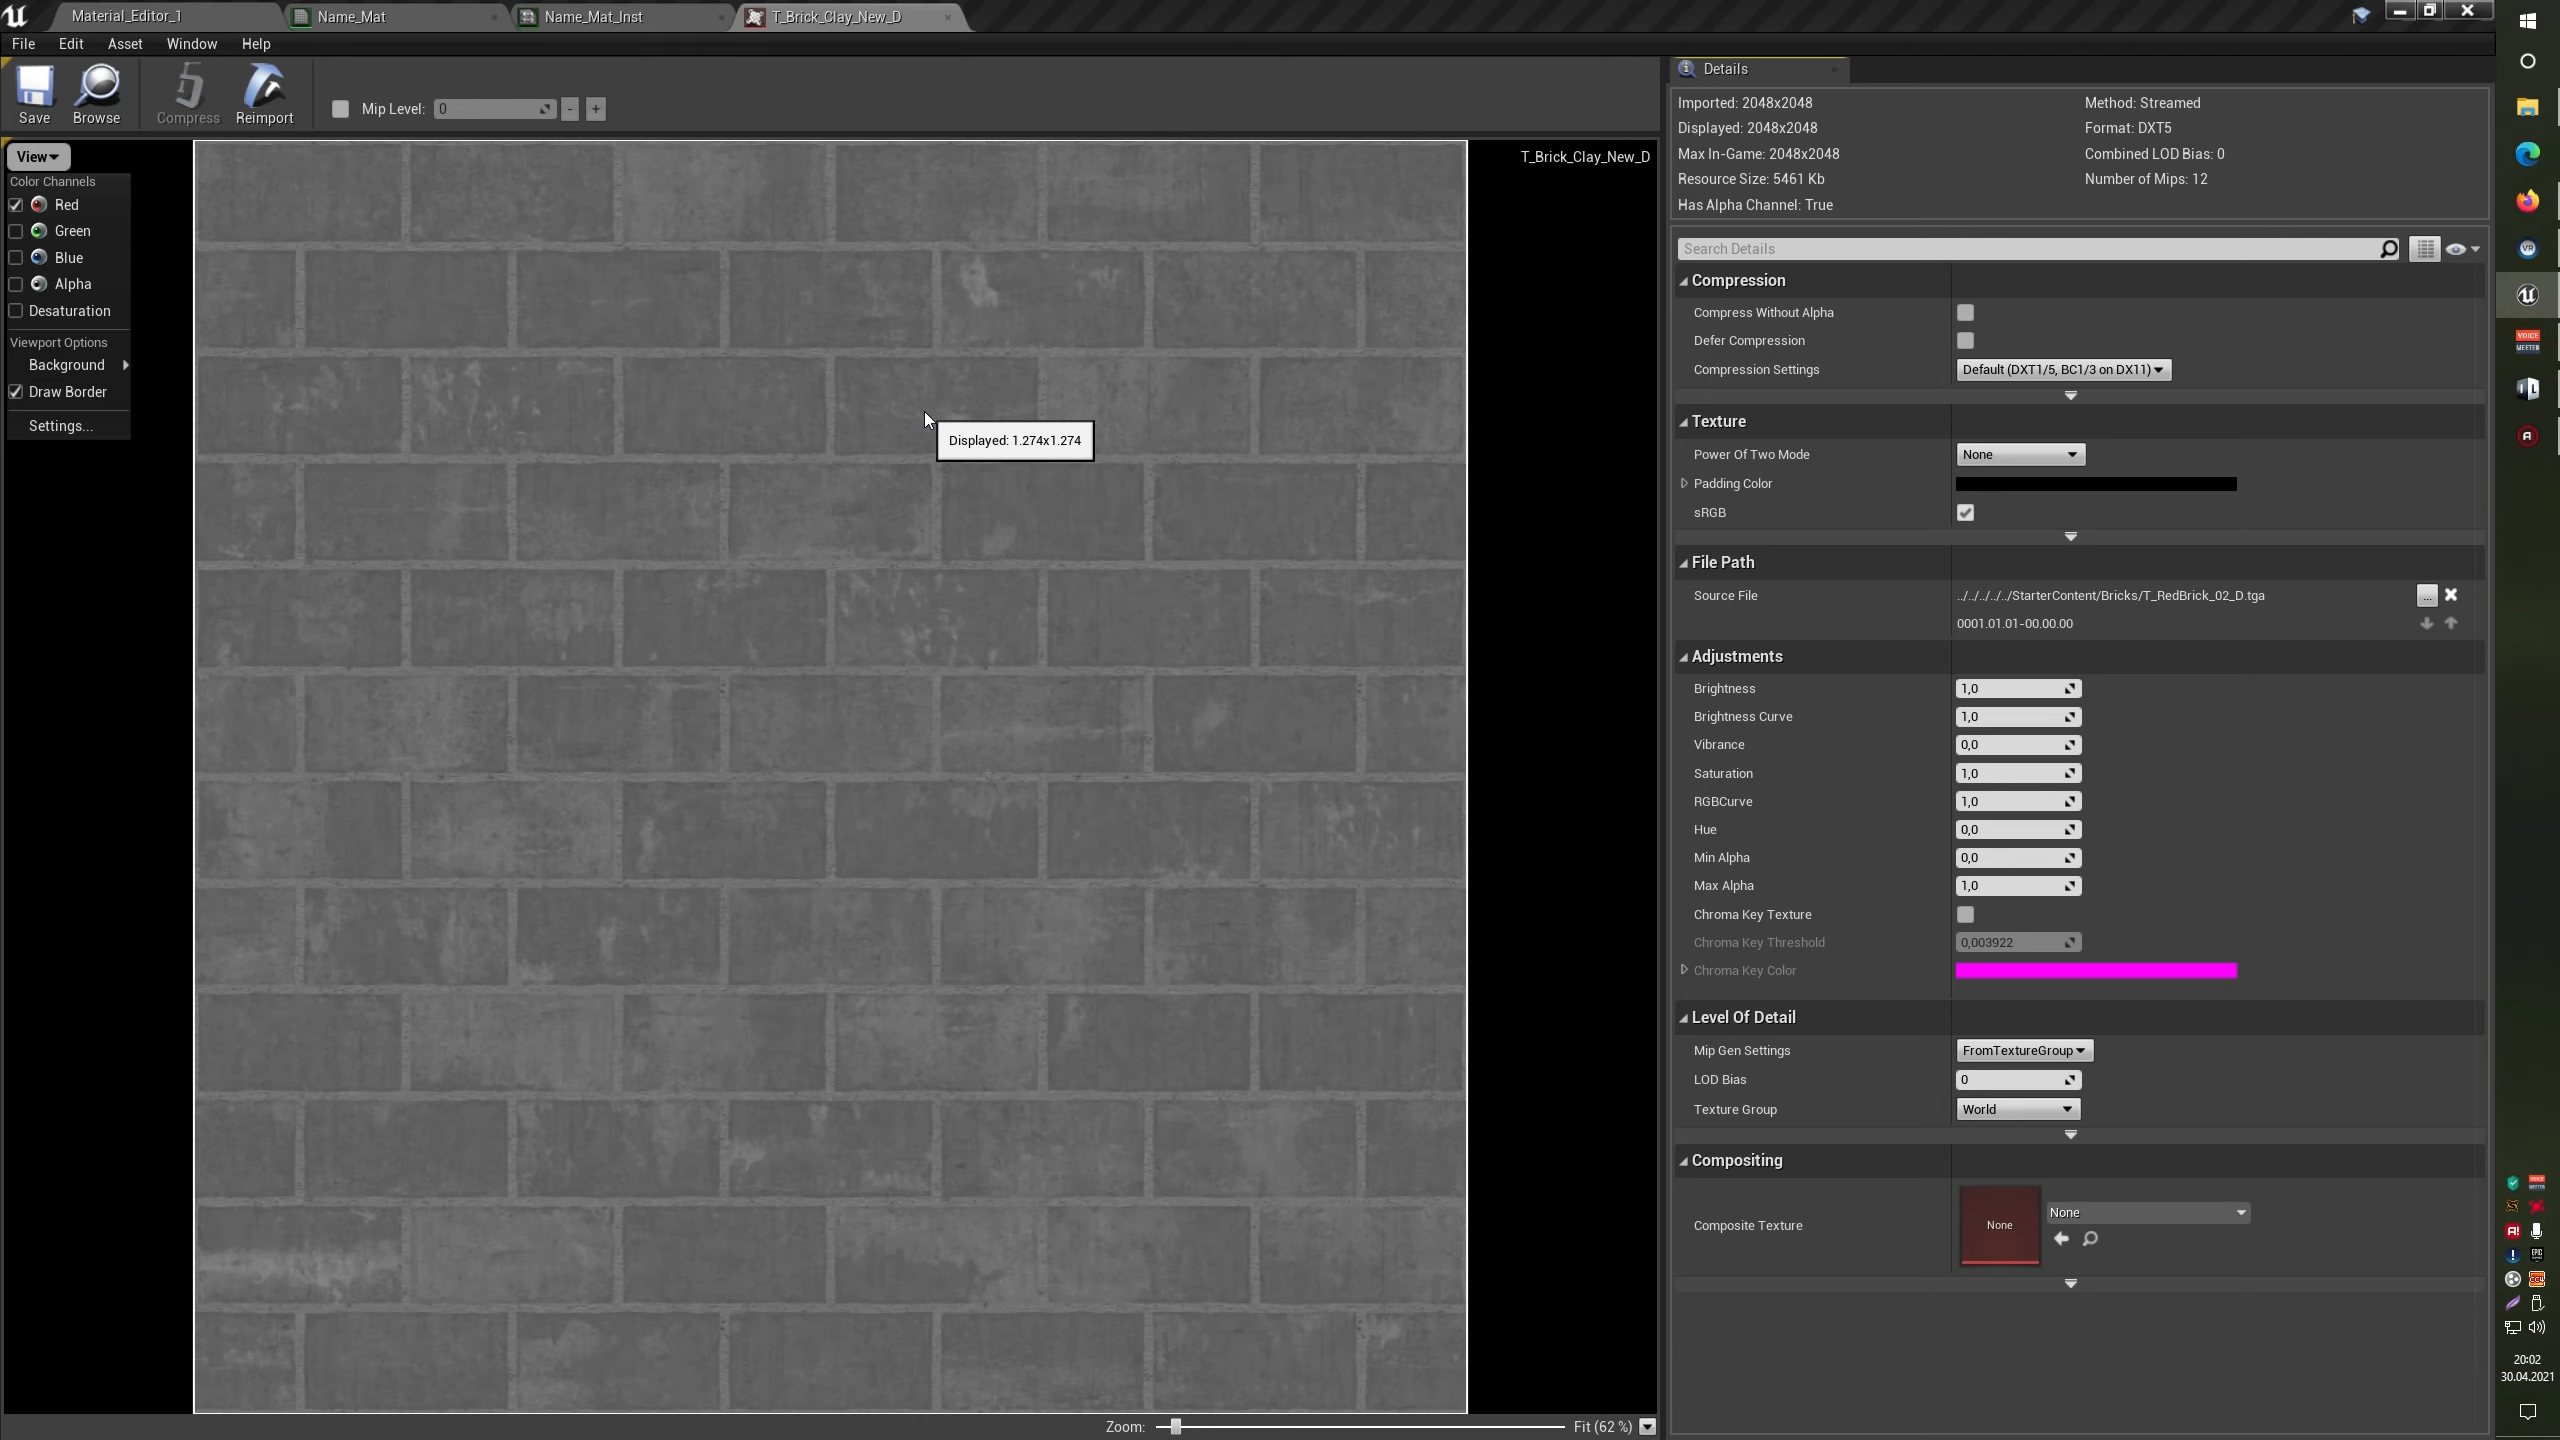 Material_Editor_1
Name_Mat
Name_Mat_Inst
T_Brick_Clay_New_D
File
Edit
Asset
Window
Help
Save
Browse
Compress
Reimport
Mip Level:
0
-
+
View
T_Brick_Clay_New_D
Color Channels
Red
Green
Blue
Alpha
Desaturation
Viewport Options
Background
Draw Border
Settings...
Displayed: 1.274x1.274
Zoom:
Fit (62 %)
Details
Imported: 2048x2048
Method: Streamed
Displayed: 2048x2048
Format: DXT5
Max In-Game: 2048x2048
Combined LOD Bias: 0
Resource Size: 5461 Kb
Number of Mips: 12
Has Alpha Channel: True
Search Details
Compression
Compress Without Alpha
Defer Compression
Compression Settings
Default (DXT1/5, BC1/3 on DX11)
Texture
Power Of Two Mode
None
Padding Color
sRGB
File Path
Source File
../../../../../StarterContent/Bricks/T_RedBrick_02_D.tga
...
0001.01.01-00.00.00
Adjustments
Brightness
1,0
Brightness Curve
1,0
Vibrance
0,0
Saturation
1,0
RGBCurve
1,0
Hue
0,0
Min Alpha
0,0
Max Alpha
1,0
Chroma Key Texture
Chroma Key Threshold
0,003922
Chroma Key Color
Level Of Detail
Mip Gen Settings
FromTextureGroup
LOD Bias
0
Texture Group
World
Compositing
Composite Texture
None
None
VR
VOICE
MEETER
20:02
30.04.2021